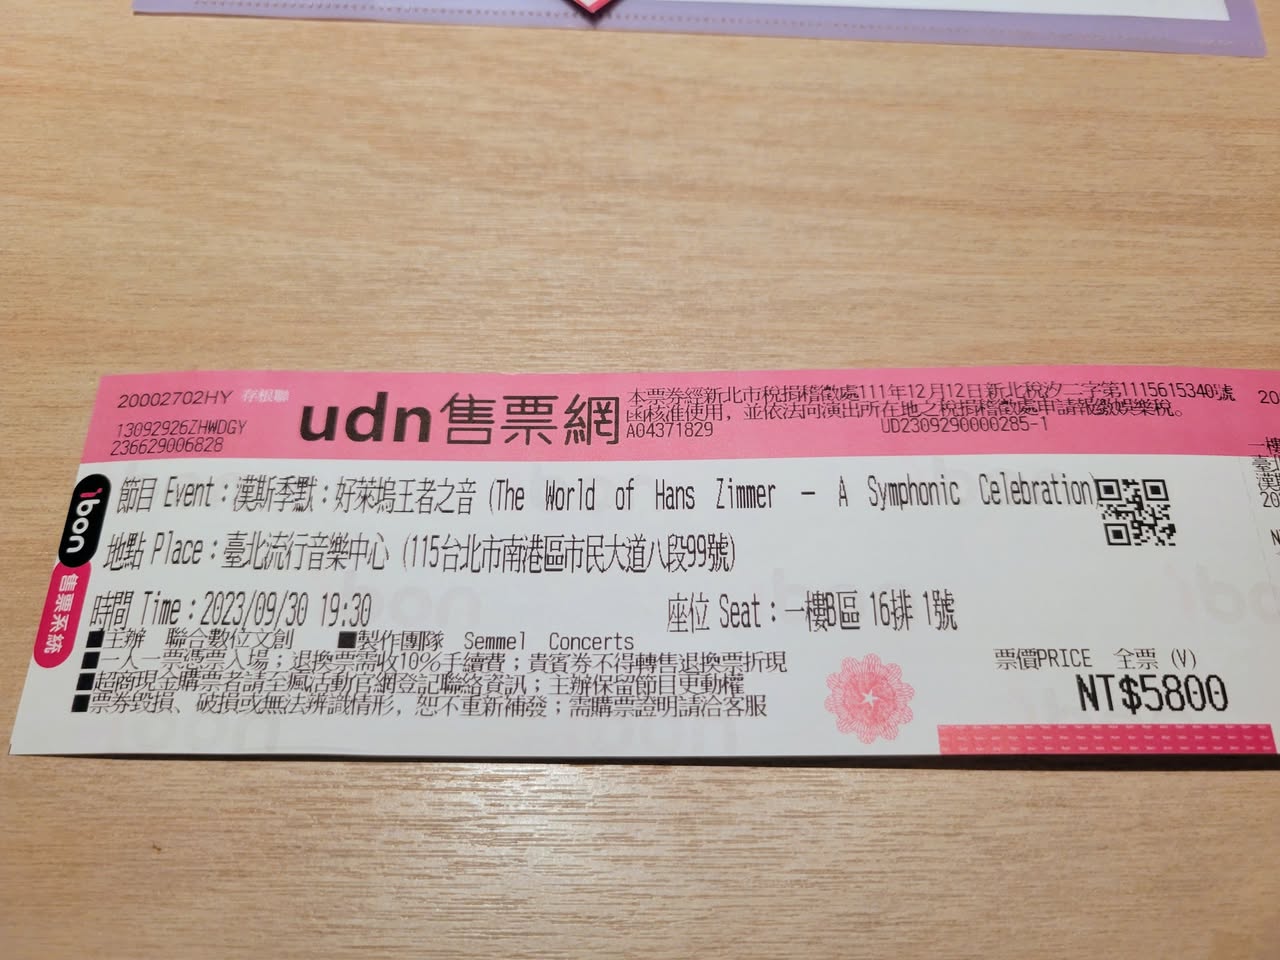 20002702HY 存根聯
13092926ZHWDGY
236629006828
udn售票網
本票券經新北市稅捐稽徵處111年12月12日新北稅汐二字第1115615340號
函核准使用,並依法向演出所在地之稅捐稽徵處申請報繳娛樂稅。
A04371829 UD2309290000285-1
ibon
售票系統
節目 Event:漢斯季默:好萊塢王者之音 (The World of Hans Zimmer – A Symphonic Celebration)
地點 Place:臺北流行音樂中心 (115台北市南港區市民大道八段99號)
時間 Time:2023/09/30 19:30 座位 Seat:一樓B區 16排 1號
■主辦 聯合數位文創 ■製作團隊 Semmel Concerts
■一人一票憑票入場;退換票需收10%手續費;貴賓券不得轉售退換票折現
■超商現金購票者請至瘋活動官網登記聯絡資訊;主辦保留節目更動權
■票券毀損、破損或無法辨識情形,恕不重新補發;需購票證明請洽客服
票價PRICE 全票 (V)
NT$5800
20
一樓
臺北
漢斯
20
N